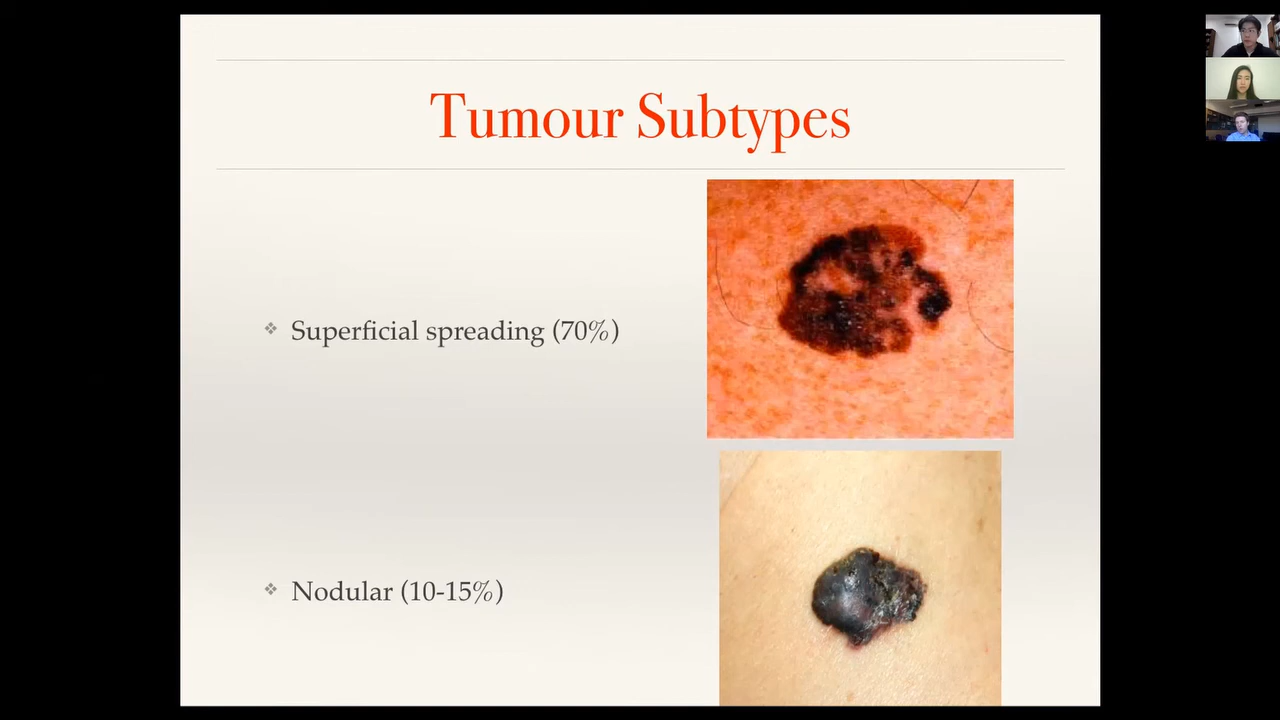 Tumour Subtypes
Superficial spreading (70%)
Nodular (10-15%)